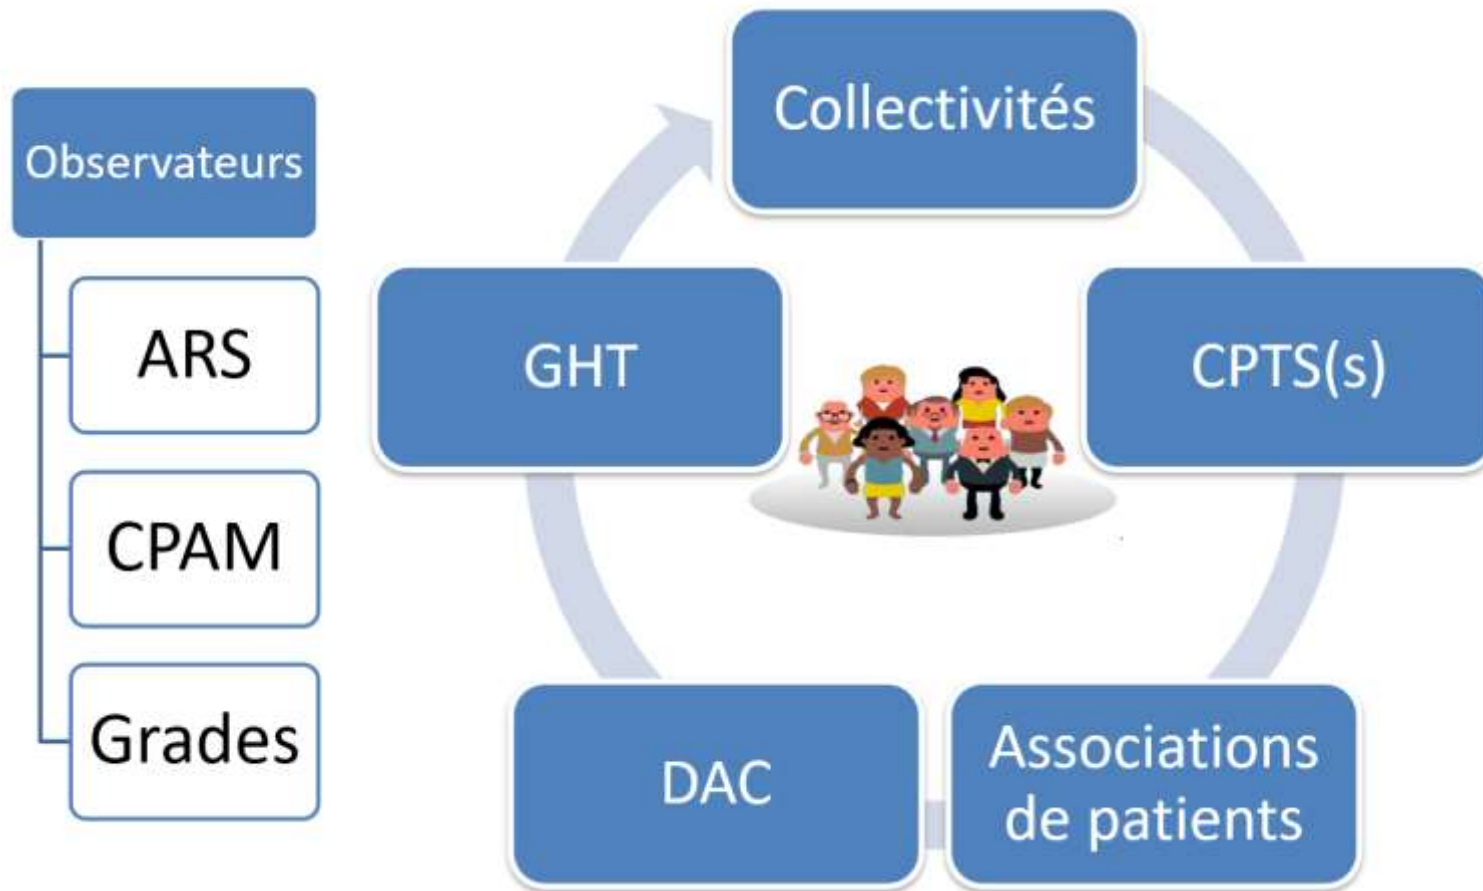 Observateurs
ARS
CPAM
Grades
Collectivités
CPTS(s)
Associations
de patients
DAC
GHT